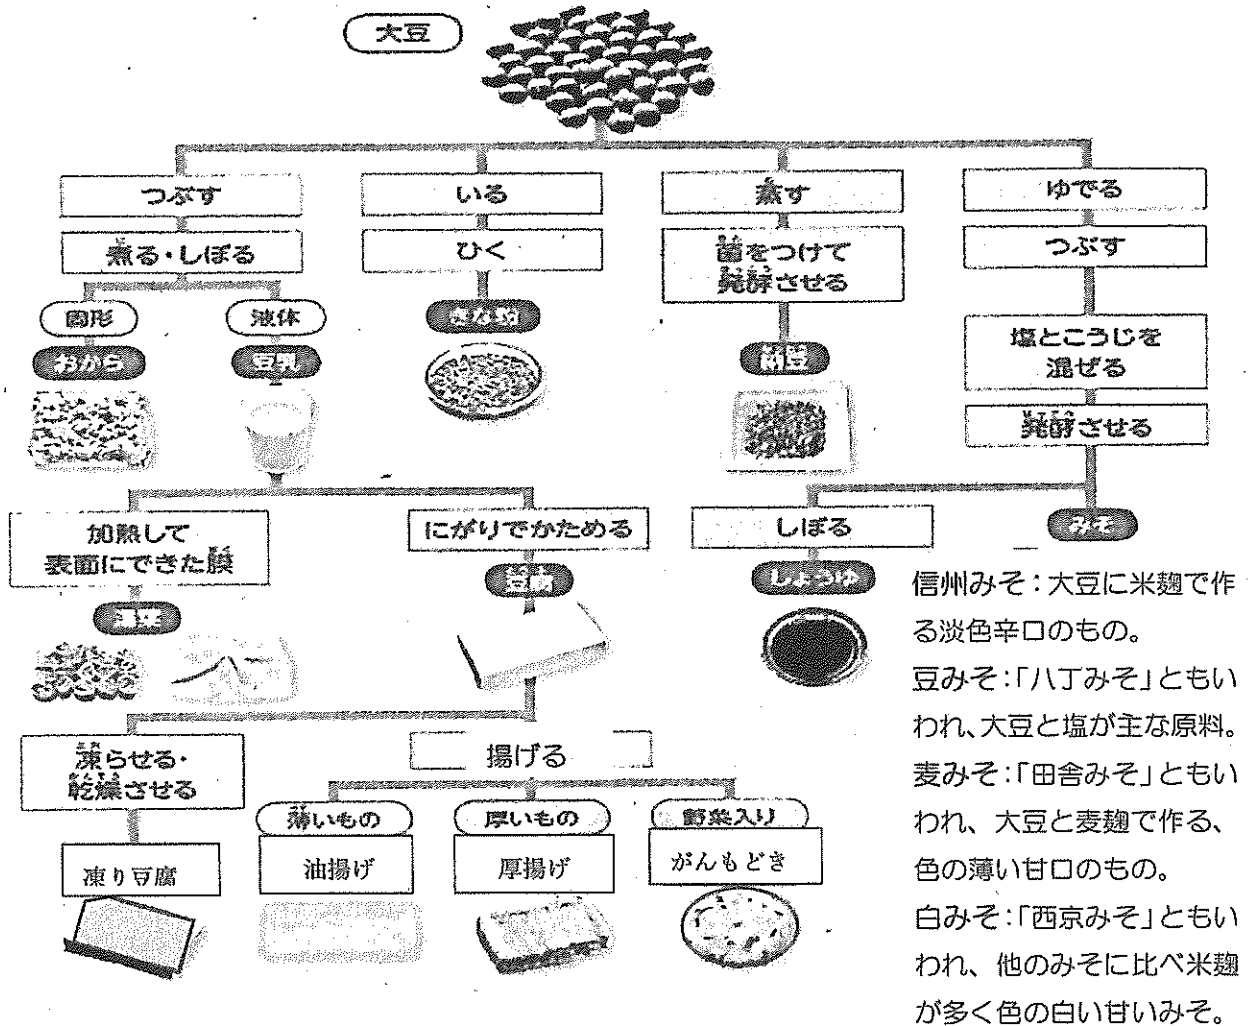 大豆
つぶす
いる
蒸す
ゆでる
煮る・しぼる
ひく
菌をつけて
発酵させる
つぶす
固形
液体
きな粉
塩とこうじを
混ぜる
おから
豆乳
納豆
発酵させる
加熱して
表面にできた膜
にがりでかためる
しぼる
みそ
湯葉
豆腐
しょうゆ
凍らせる・
乾燥させる
揚げる
薄いもの
厚いもの
野菜入り
凍り豆腐
油揚げ
厚揚げ
がんもどき
信州みそ:大豆に米麹で作
る淡色辛口のもの。
豆みそ:「八丁みそ」ともい
われ、大豆と塩が主な原料。
麦みそ:「田舎みそ」ともい
われ、大豆と麦麹で作る、
色の薄い甘口のもの。
白みそ:「西京みそ」ともい
われ、他のみそに比べ米麹
が多く色の白い甘いみそ。